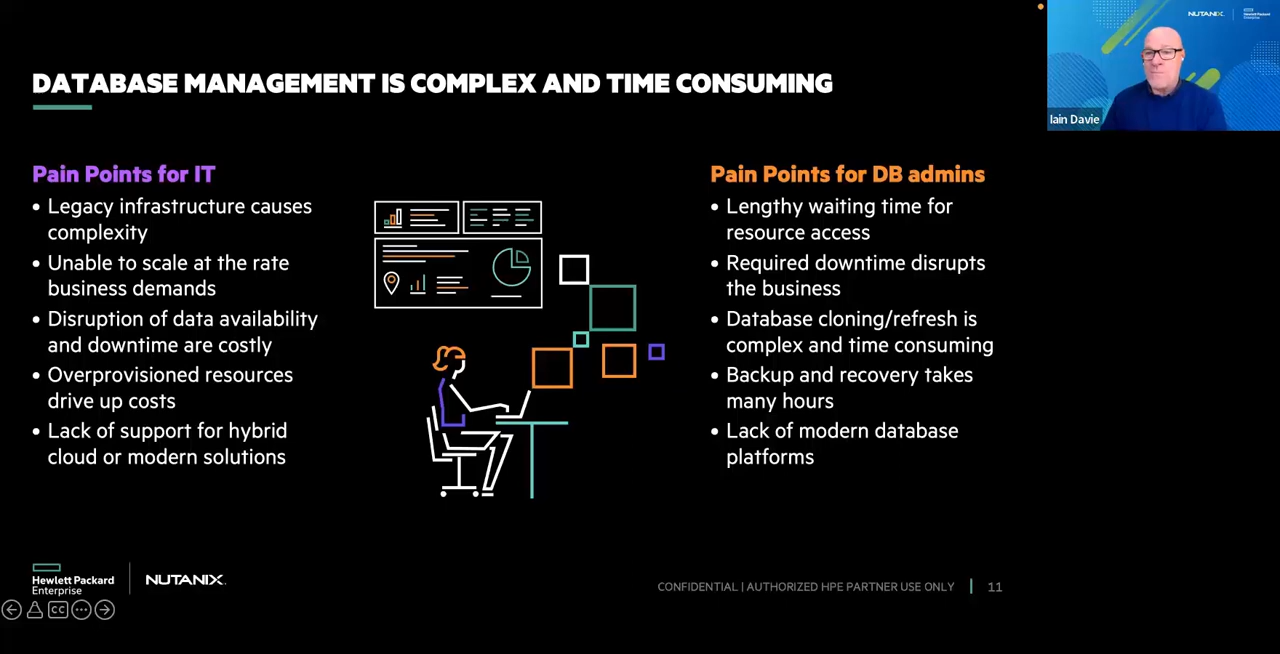 DATABASE MANAGEMENT IS COMPLEX AND TIME CONSUMING
Pain Points for IT
• Legacy infrastructure causes
complexity
• Unable to scale at the rate
business demands
• Disruption of data availability
and downtime are costly
• Overprovisioned resources
drive up costs
• Lack of support for hybrid
cloud or modern solutions
Pain Points for DB admins
• Lengthy waiting time for
resource access
• Required downtime disrupts
the business
• Database cloning/refresh is
complex and time consuming
• Backup and recovery takes
many hours
• Lack of modern database
platforms
Hewlett Packard
Enterprise
NUTANIX
CONFIDENTIAL | AUTHORIZED HPE PARTNER USE ONLY
11
CC
NUTANIX
Hewlett Packard
Enterprise
Iain Davie